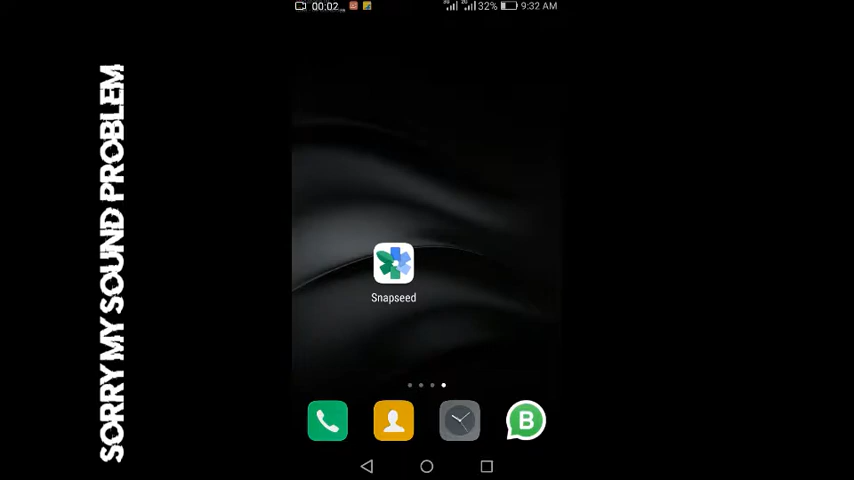 00:02
32% 9:32 AM
SORRY MY SOUND PROBLEM
Snapseed
B